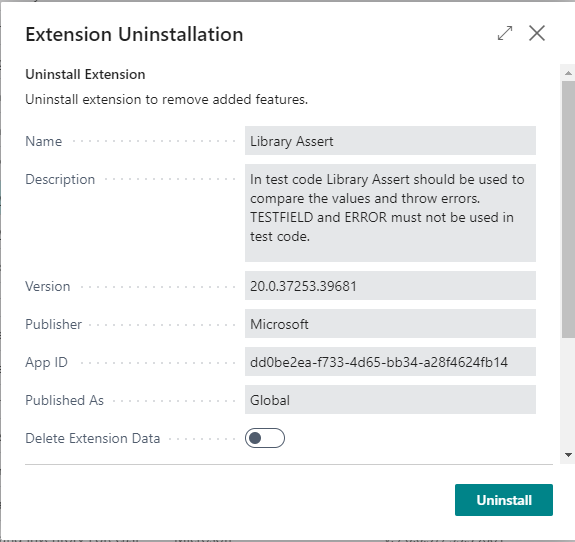 Extension Uninstallation
Uninstall Extension
Uninstall extension to remove added features.
Name Library Assert
Description In test code Library Assert should be used to
compare the values and throw errors.
TESTFIELD and ERROR must not be used in
test code.
Version 20.0.37253.39681
Publisher Microsoft
App ID dd0be2ea-f733-4d65-bb34-a28f4624fb14
Published As Global
Delete Extension Data
Uninstall